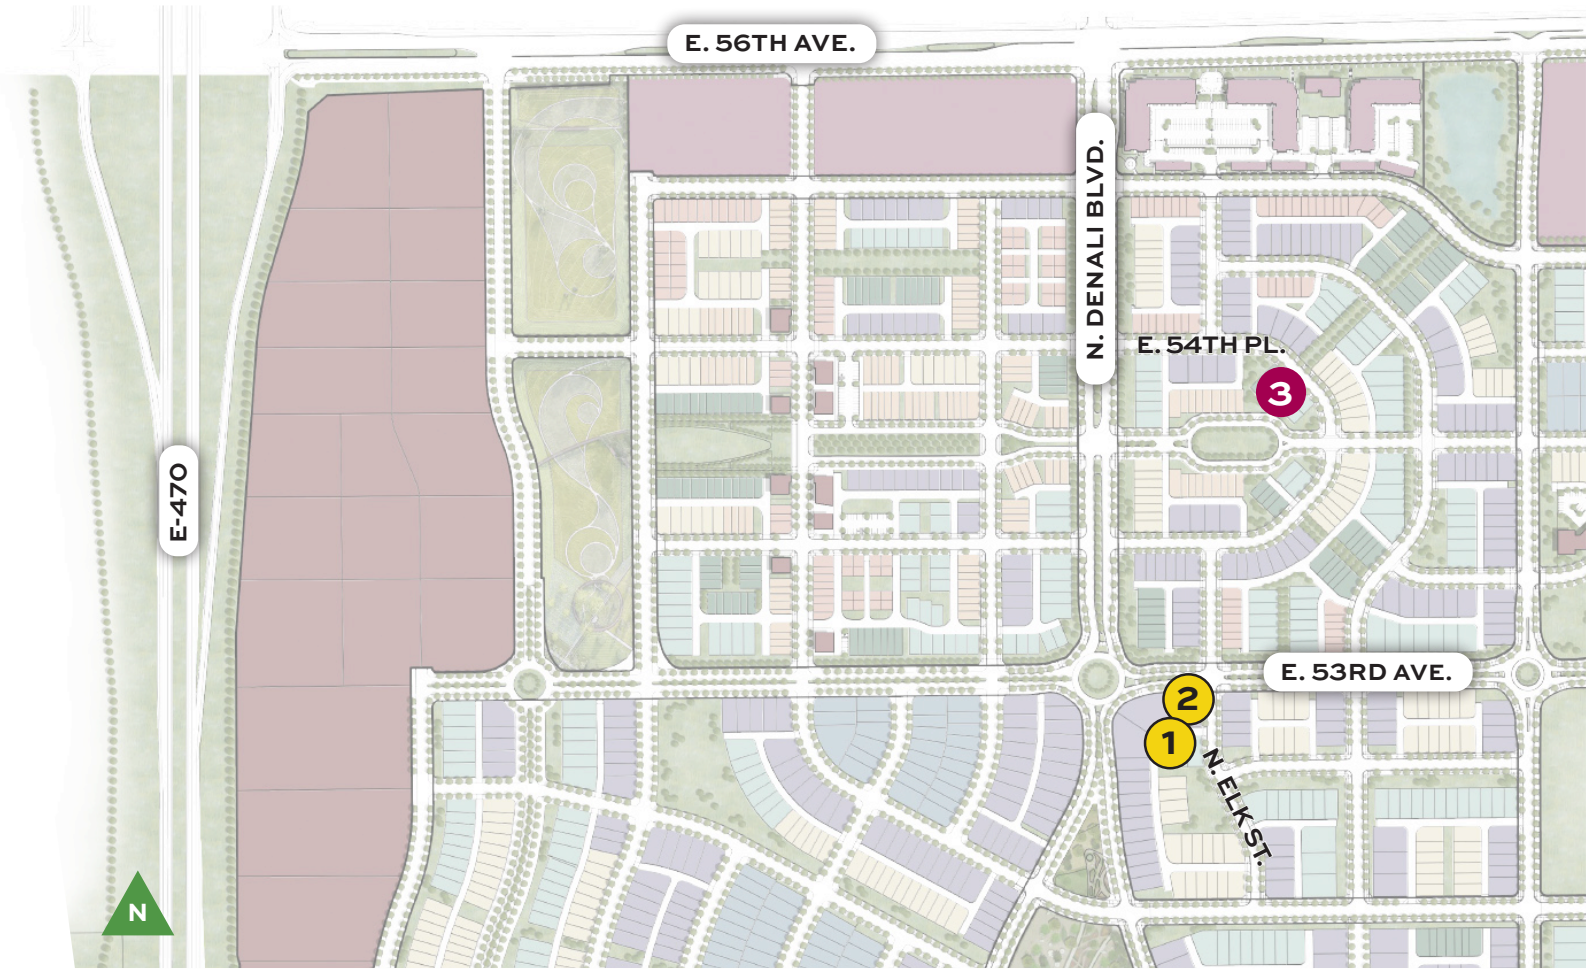 E. 56TH AVE.
N. DENALI BLVD.
E. 54TH PL.
3
E-470
E. 53RD AVE.
2
1
N. ELK ST.
N